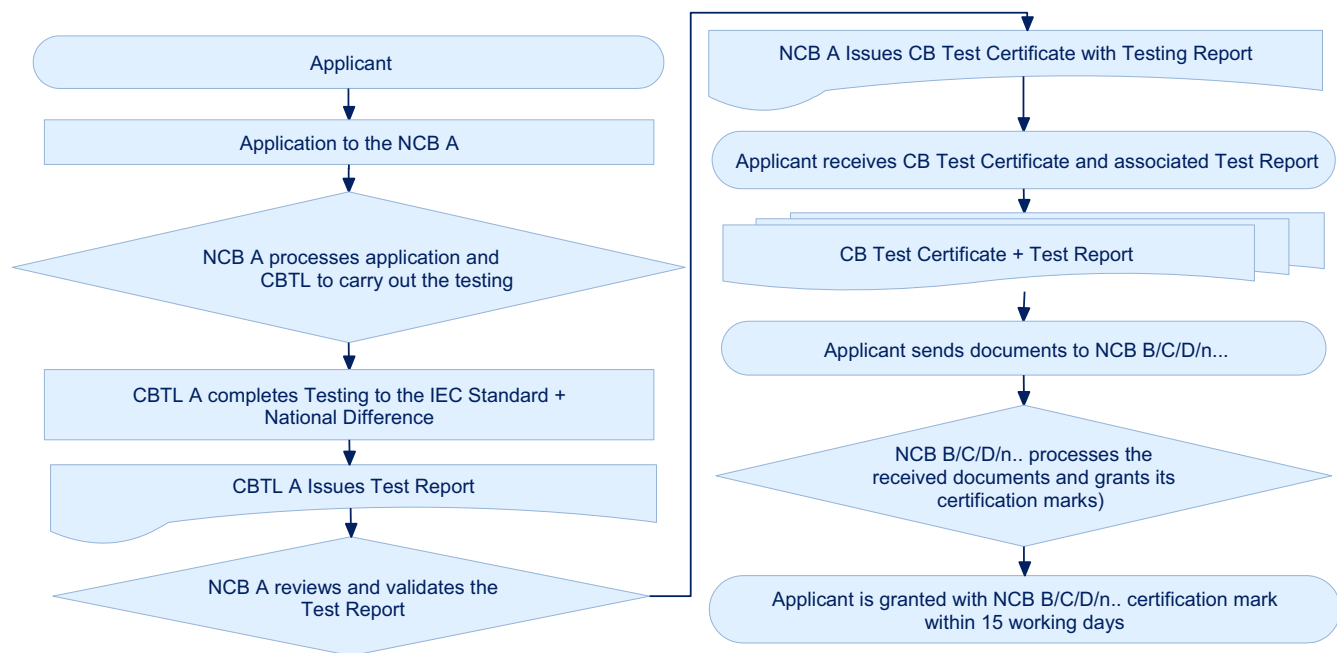 Applicant
Application to the NCB A
NCB A processes application and
CBTL to carry out the testing
CBTL A completes Testing to the IEC Standard +
National Difference
CBTL A Issues Test Report
NCB A reviews and validates the
Test Report
NCB A Issues CB Test Certificate with Testing Report
Applicant receives CB Test Certificate and associated Test Report
CB Test Certificate + Test Report
Applicant sends documents to NCB B/C/D/n...
NCB B/C/D/n.. processes the
received documents and grants its
certification marks)
Applicant is granted with NCB B/C/D/n.. certification mark
within 15 working days